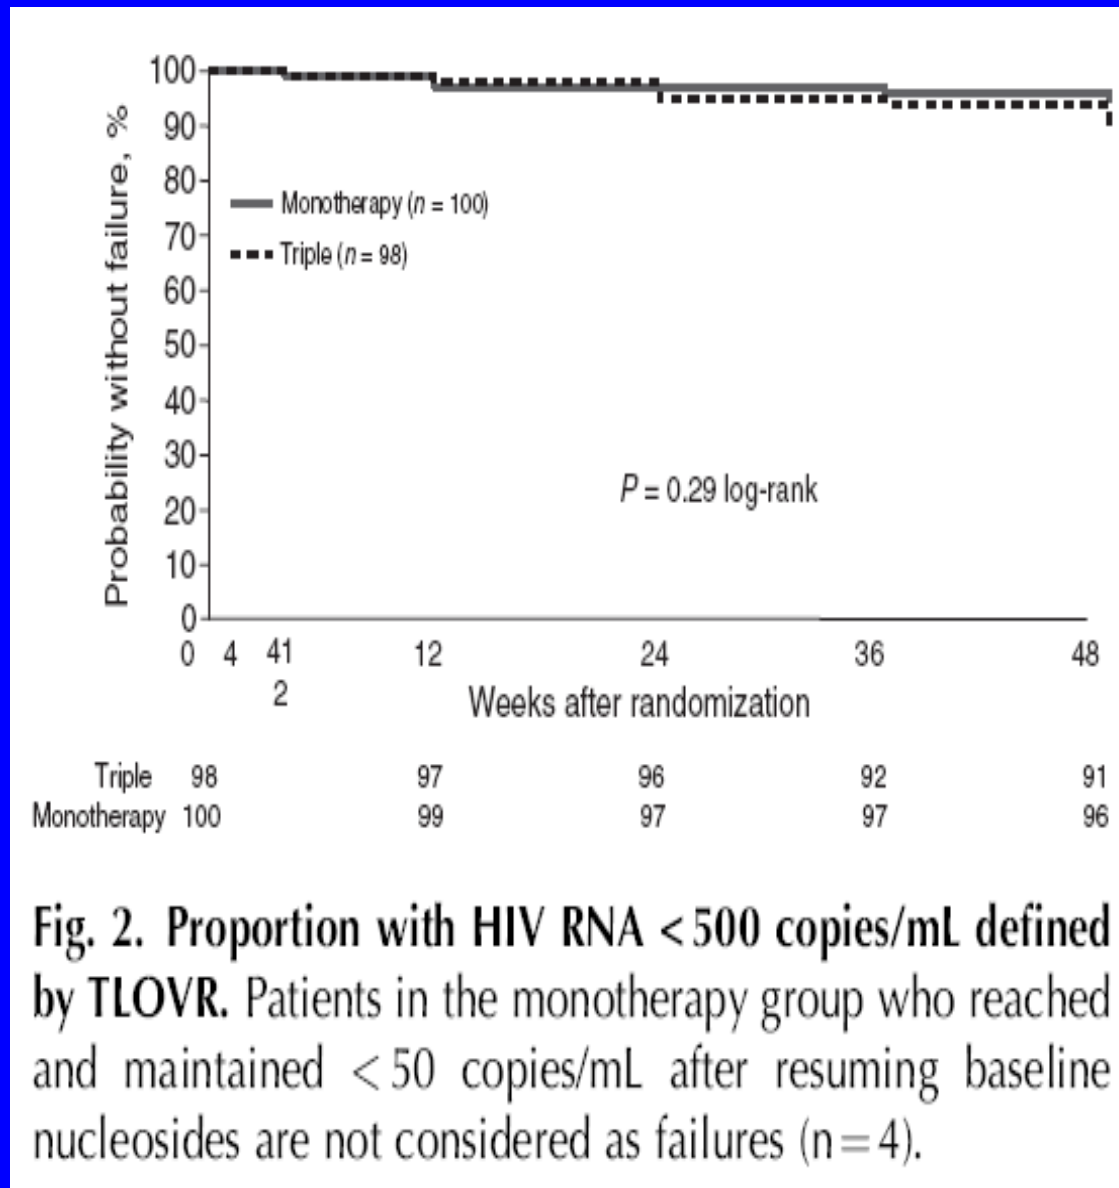 Probability without failure, %
100
90
80
70
60
50
40
30
20
10
0
Monotherapy (n = 100)
Triple (n = 98)
P = 0.29 log-rank
0 4 41 12 24 36 48
2
Weeks after randomization
Triple 98 97 96 92 91
Monotherapy 100 99 97 97 96
Fig. 2. Proportion with HIV RNA <500 copies/mL defined
by TLOVR. Patients in the monotherapy group who reached
and maintained <50 copies/mL after resuming baseline
nucleosides are not considered as failures (n=4).